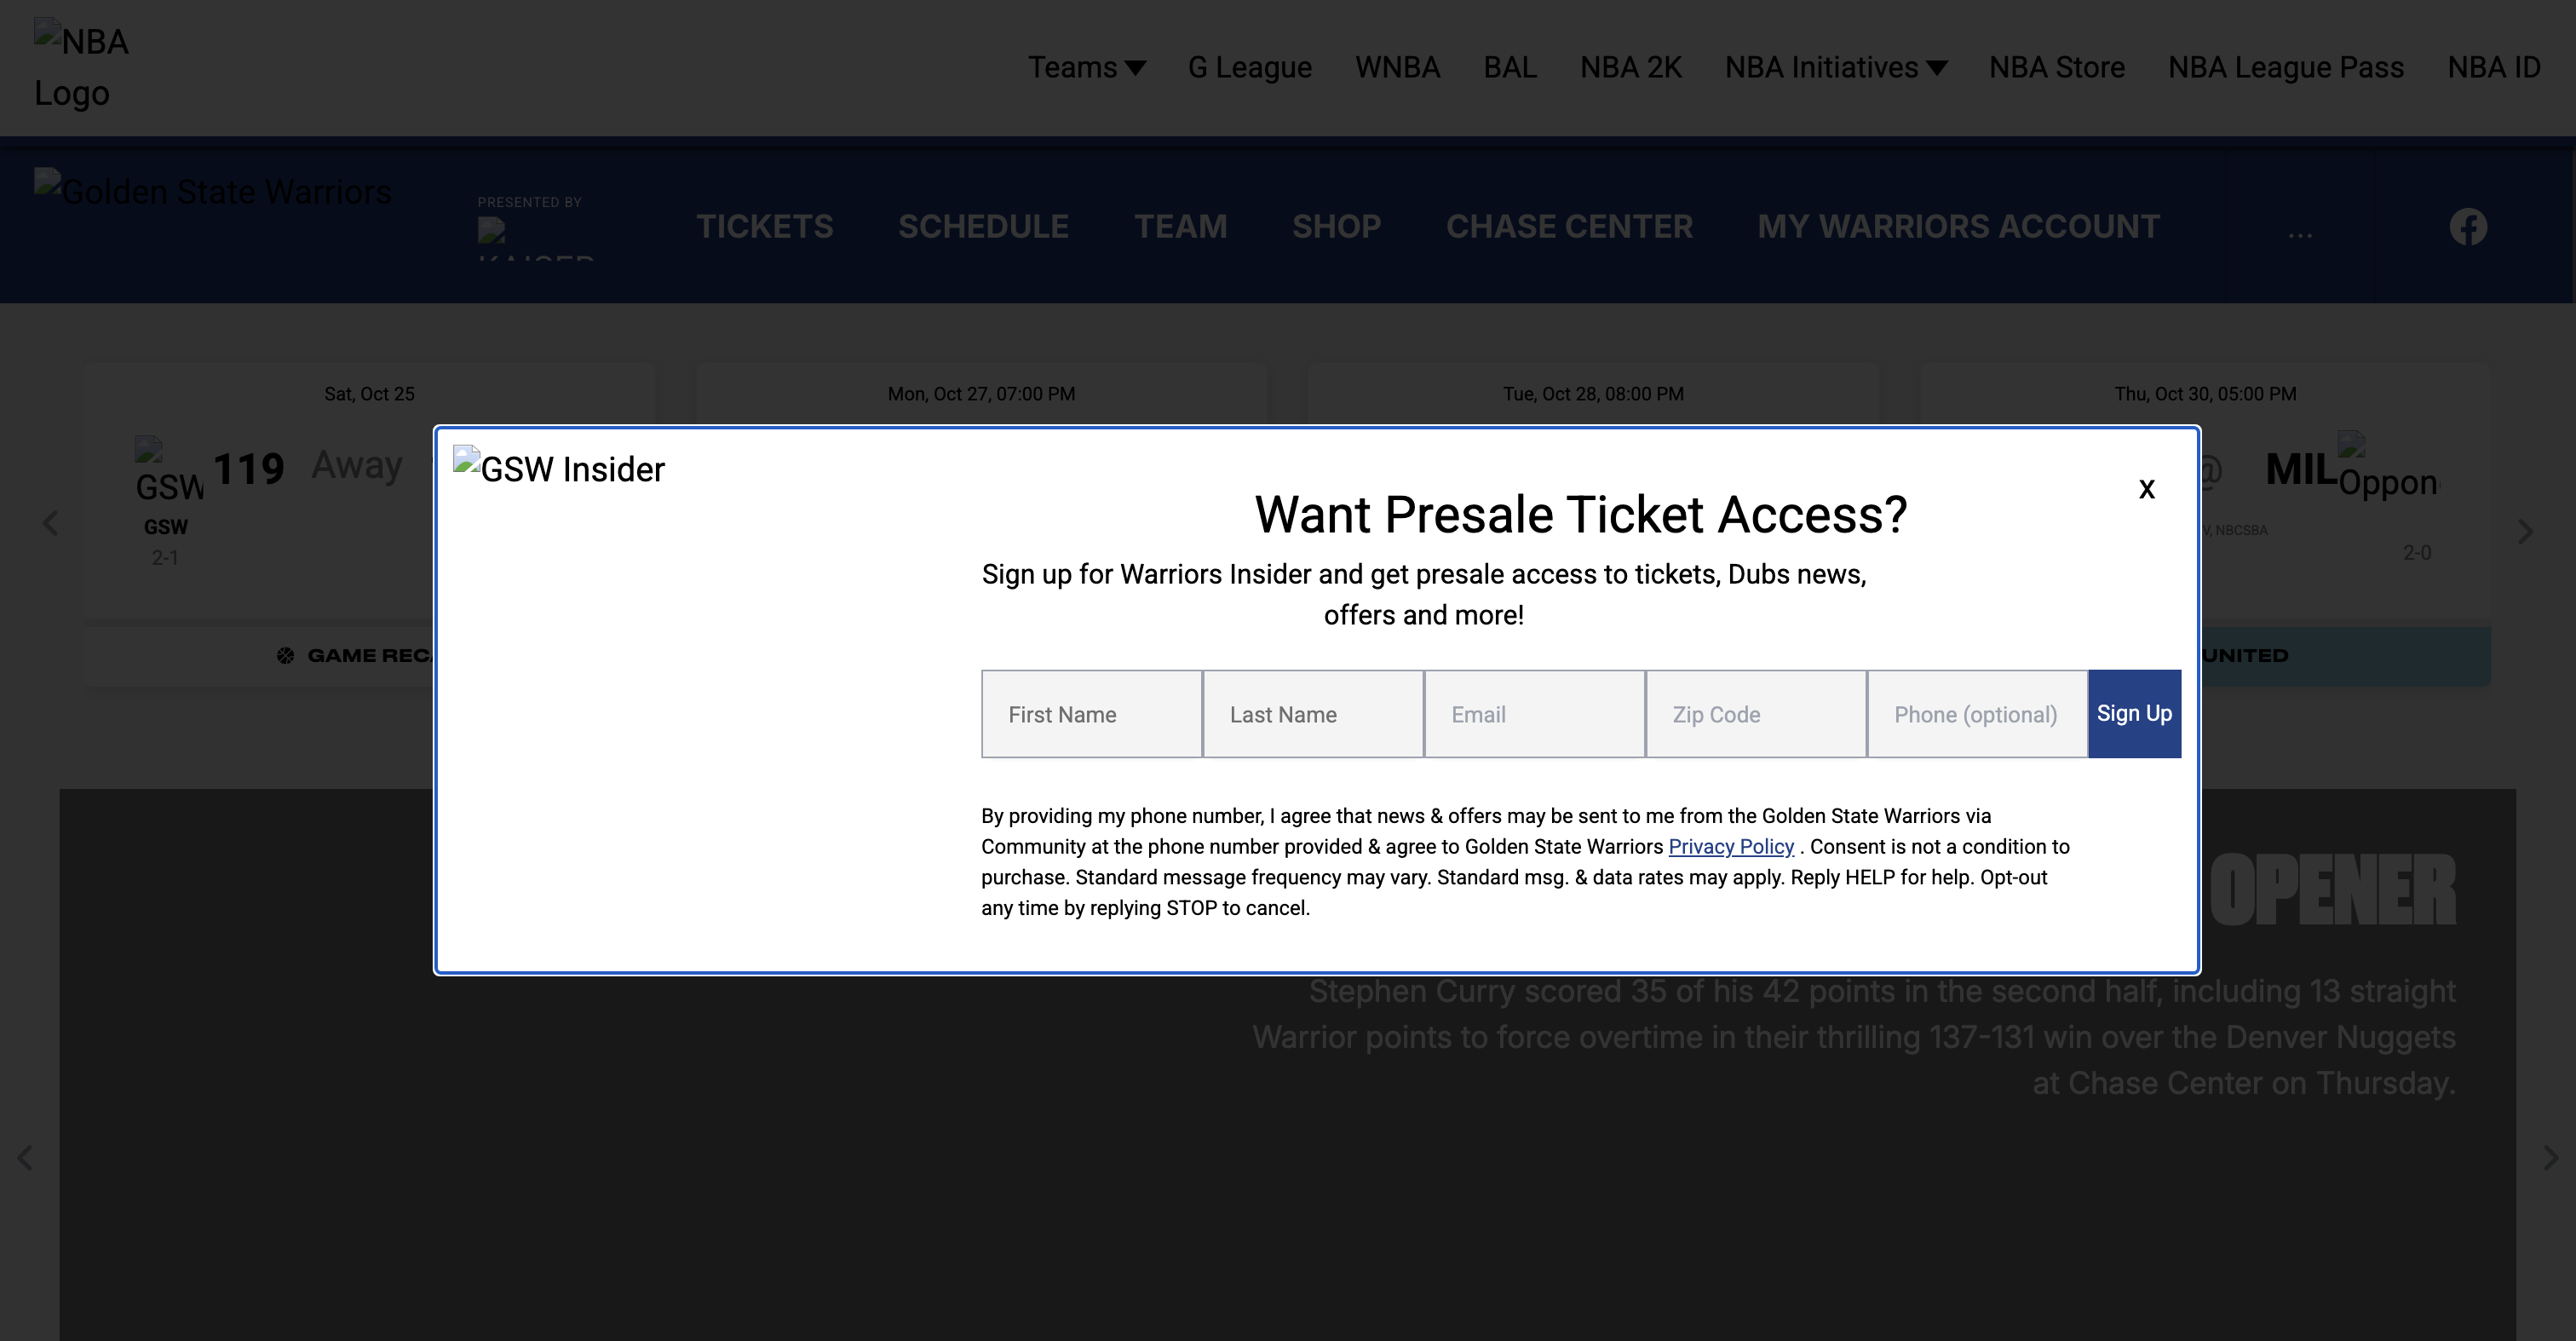 NBA
Logo
Teams
G League
WNBA
BAL
NBA 2K
NBA Initiatives
NBA Store
NBA League Pass
NBA ID
Golden State Warriors
PRESENTED BY
TICKETS
SCHEDULE
TEAM
SHOP
CHASE CENTER
MY WARRIORS ACCOUNT
...
Sat, Oct 25
Mon, Oct 27, 07:00 PM
Tue, Oct 28, 08:00 PM
Thu, Oct 30, 05:00 PM
GSW
119
Away
GSW
2-1
@
MIL
Oppon
V, NBCSBA
2-0
GAME RECA
UNITED
GSW Insider
X
Want Presale Ticket Access?
Sign up for Warriors Insider and get presale access to tickets, Dubs news,
offers and more!
First Name
Last Name
Email
Zip Code
Phone (optional)
Sign Up
By providing my phone number, I agree that news & offers may be sent to me from the Golden State Warriors via
Community at the phone number provided & agree to Golden State Warriors Privacy Policy . Consent is not a condition to
purchase. Standard message frequency may vary. Standard msg. & data rates may apply. Reply HELP for help. Opt-out
any time by replying STOP to cancel.
OPENER
Stephen Curry scored 35 of his 42 points in the second half, including 13 straight
Warrior points to force overtime in their thrilling 137-131 win over the Denver Nuggets
at Chase Center on Thursday.